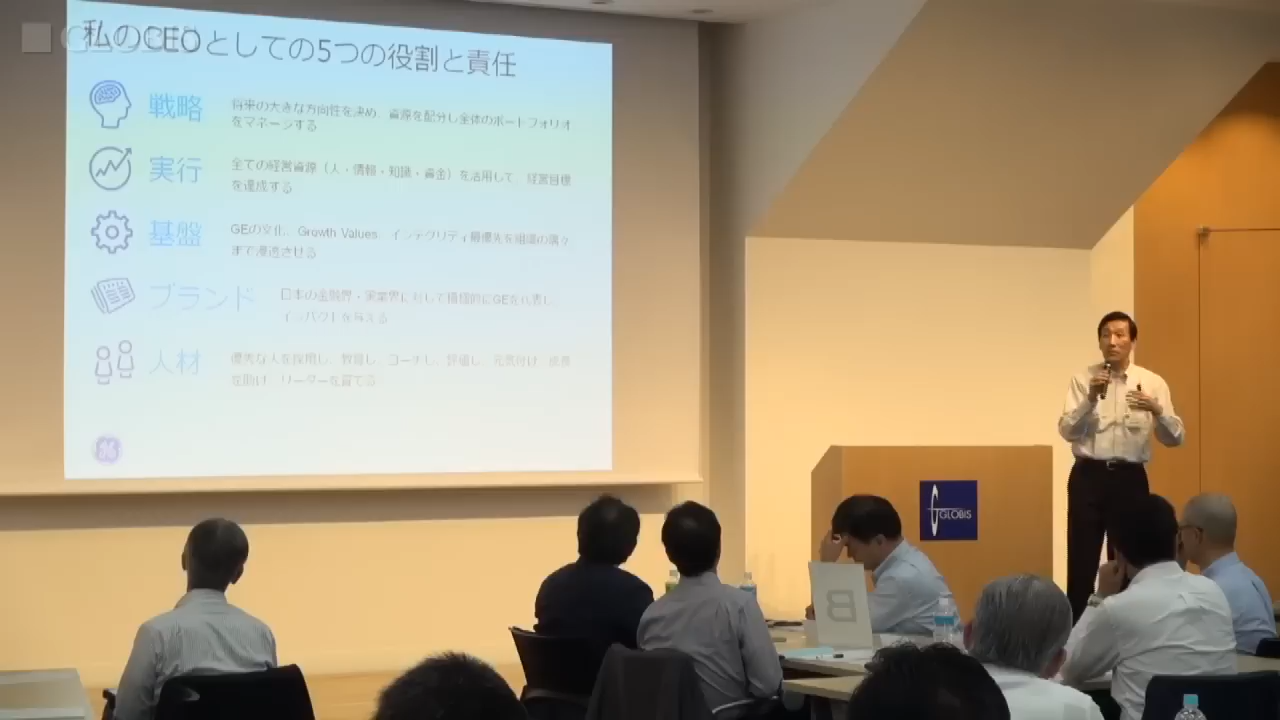 私のCEOとしての5つの役割と責任
戦略
将来の大きな方向性を決め、資源を配分し全体のポートフォリオ
をマネージする
実行
全ての経営資源（人・情報・知識・資金）を活用して、経営目標
を達成する
基盤
GEの文化、Growth Values、インテグリティ最優先を組織の隅々
まで浸透させる
ブランド
日本の金融界・実業界に対して積極的にGEを代表し
インパクトを与える
人材
優秀な人を採用し、教育し、コーチし、評価し、元気付け、成長
を助け、リーダーを育てる
GLOBIS
B